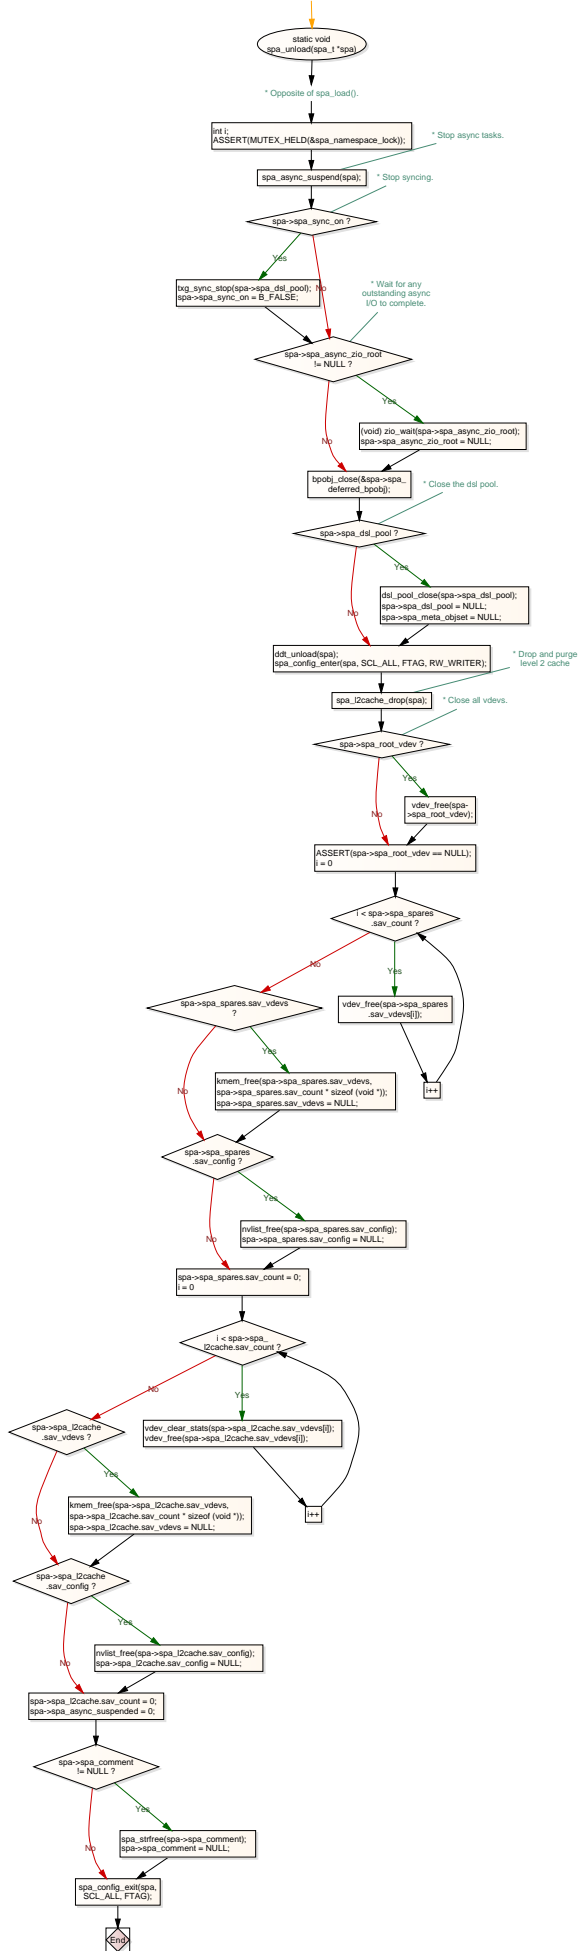 static void
spa_unload(spa_t *spa)
* Opposite of spa_load().
int i;
ASSERT(MUTEX_HELD(&spa_namespace_lock));
* Stop async tasks.
spa_async_suspend(spa);
* Stop syncing.
spa->spa_sync_on ?
Yes
No
txg_sync_stop(spa->spa_dsl_pool);
spa->spa_sync_on = B_FALSE;
* Wait for any
outstanding async
I/O to complete.
spa->spa_async_zio_root
!= NULL ?
Yes
No
(void) zio_wait(spa->spa_async_zio_root);
spa->spa_async_zio_root = NULL;
bpobj_close(&spa->spa_
deferred_bpobj);
* Close the dsl pool.
spa->spa_dsl_pool ?
Yes
No
dsl_pool_close(spa->spa_dsl_pool);
spa->spa_dsl_pool = NULL;
spa->spa_meta_objset = NULL;
ddt_unload(spa);
spa_config_enter(spa, SCL_ALL, FTAG, RW_WRITER);
* Drop and purge
level 2 cache
spa_l2cache_drop(spa);
* Close all vdevs.
spa->spa_root_vdev ?
Yes
No
vdev_free(spa-
>spa_root_vdev);
ASSERT(spa->spa_root_vdev == NULL);
i = 0
i < spa->spa_spares
.sav_count ?
No
Yes
spa->spa_spares.sav_vdevs
?
vdev_free(spa->spa_spares
.sav_vdevs[i]);
Yes
No
i++
kmem_free(spa->spa_spares.sav_vdevs,
spa->spa_spares.sav_count * sizeof (void *));
spa->spa_spares.sav_vdevs = NULL;
spa->spa_spares
.sav_config ?
Yes
No
nvlist_free(spa->spa_spares.sav_config);
spa->spa_spares.sav_config = NULL;
spa->spa_spares.sav_count = 0;
i = 0
i < spa->spa_
l2cache.sav_count ?
No
Yes
spa->spa_l2cache
.sav_vdevs ?
vdev_clear_stats(spa->spa_l2cache.sav_vdevs[i]);
vdev_free(spa->spa_l2cache.sav_vdevs[i]);
Yes
No
i++
kmem_free(spa->spa_l2cache.sav_vdevs,
spa->spa_l2cache.sav_count * sizeof (void *));
spa->spa_l2cache.sav_vdevs = NULL;
spa->spa_l2cache
.sav_config ?
Yes
No
nvlist_free(spa->spa_l2cache.sav_config);
spa->spa_l2cache.sav_config = NULL;
spa->spa_l2cache.sav_count = 0;
spa->spa_async_suspended = 0;
spa->spa_comment
!= NULL ?
Yes
No
spa_strfree(spa->spa_comment);
spa->spa_comment = NULL;
spa_config_exit(spa,
SCL_ALL, FTAG);
End